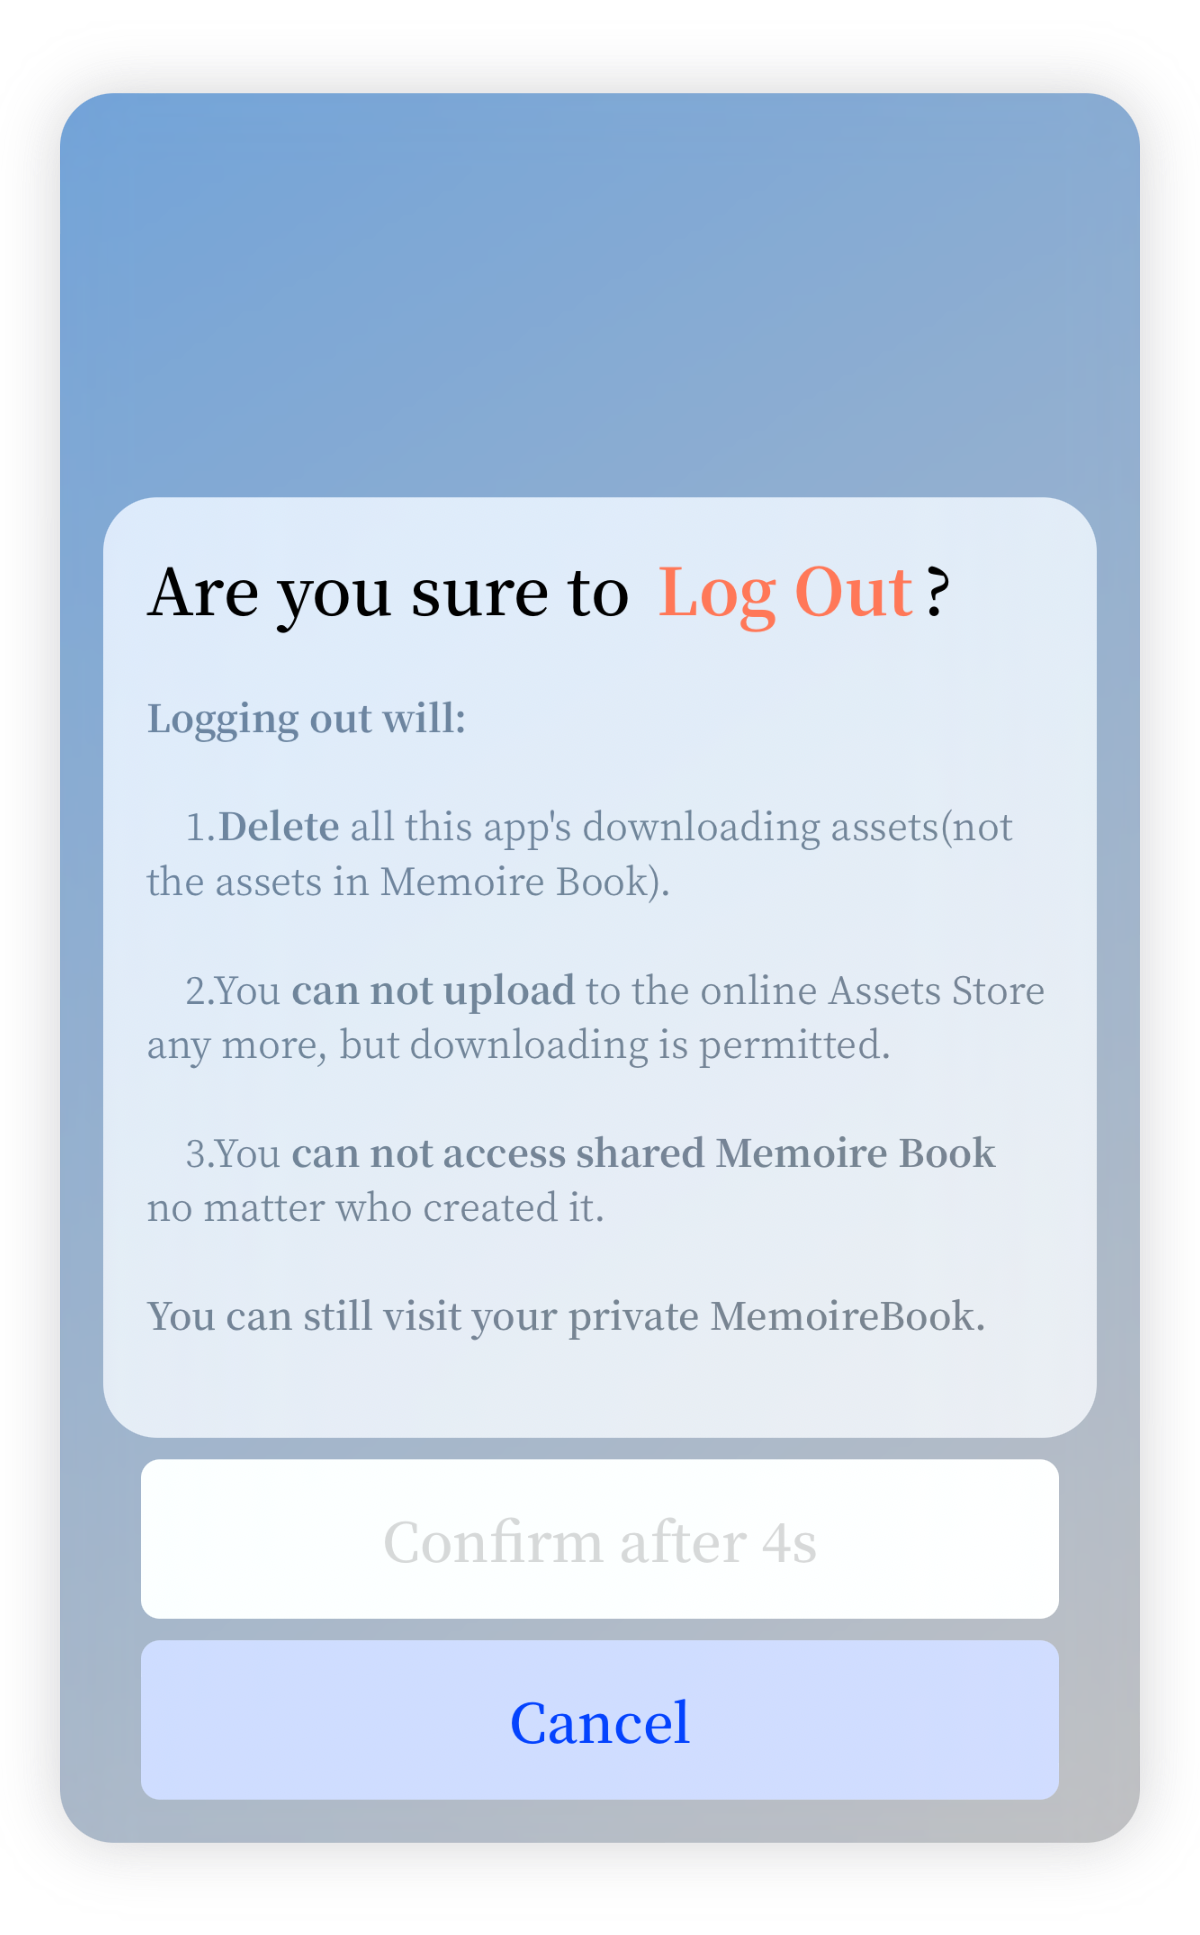 Are you sure to Log Out?
Logging out will:
1.Delete all this app's downloading assets(not
the assets in Memoire Book).
2.You can not upload to the online Assets Store
any more, but downloading is permitted.
3.You can not access shared Memoire Book
no matter who created it.
You can still visit your private MemoireBook.
Confirm after 4s
Cancel